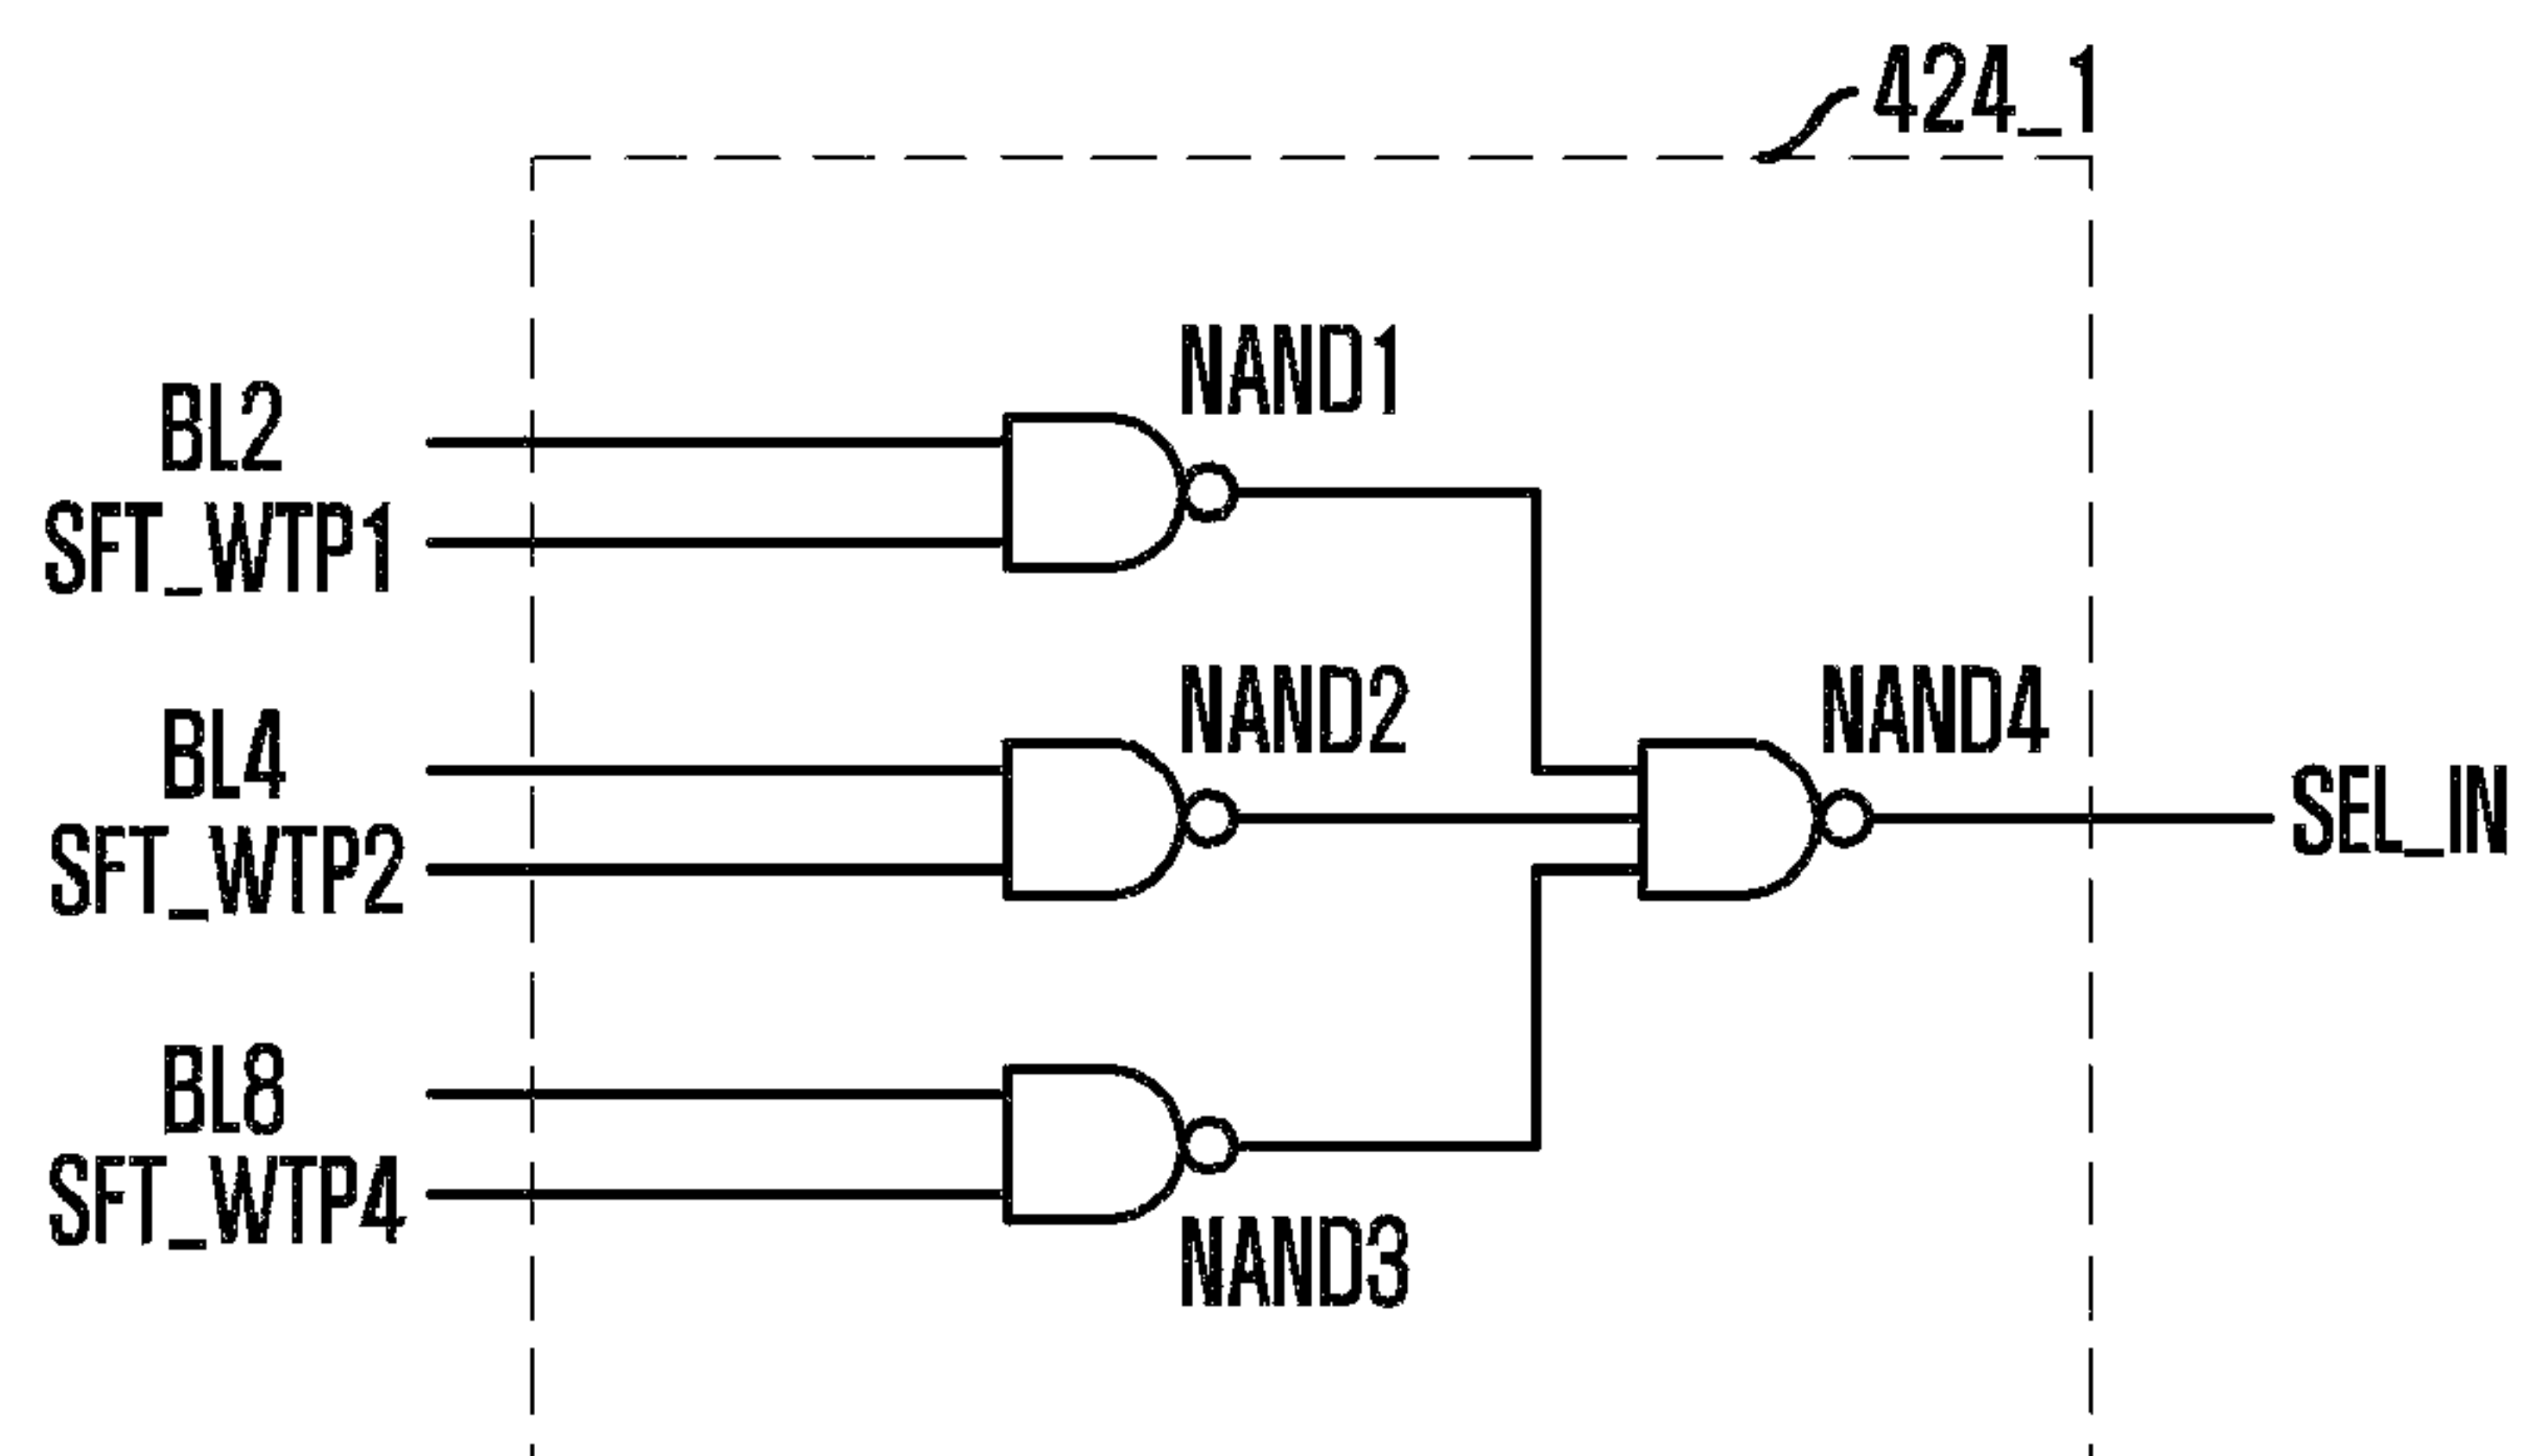 424_1
NAND1
BL2
SFT_WTP1
NAND2
NAND4
BL4
SFT_WTP2
SEL_IN
BL8
SFT_WTP4
NAND3